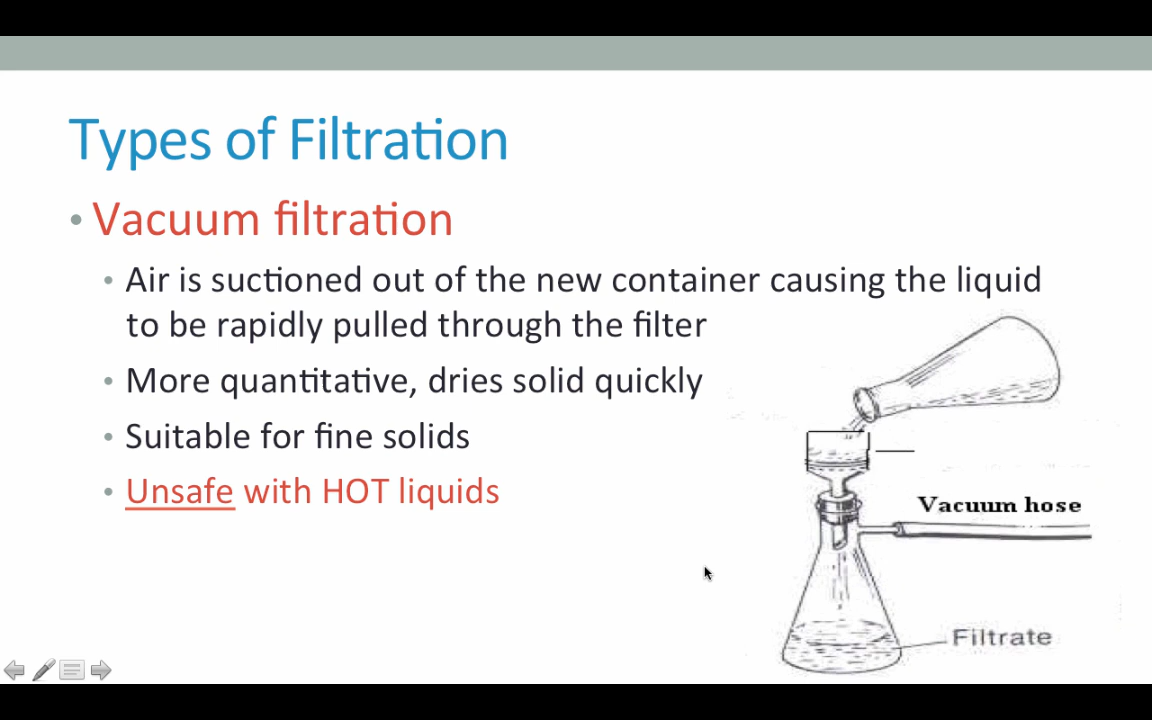 Types of Filtration
• Vacuum filtration
• Air is suctioned out of the new container causing the liquid
to be rapidly pulled through the filter
• More quantitative, dries solid quickly
• Suitable for fine solids
• Unsafe with HOT liquids
Vacuum hose
Filtrate